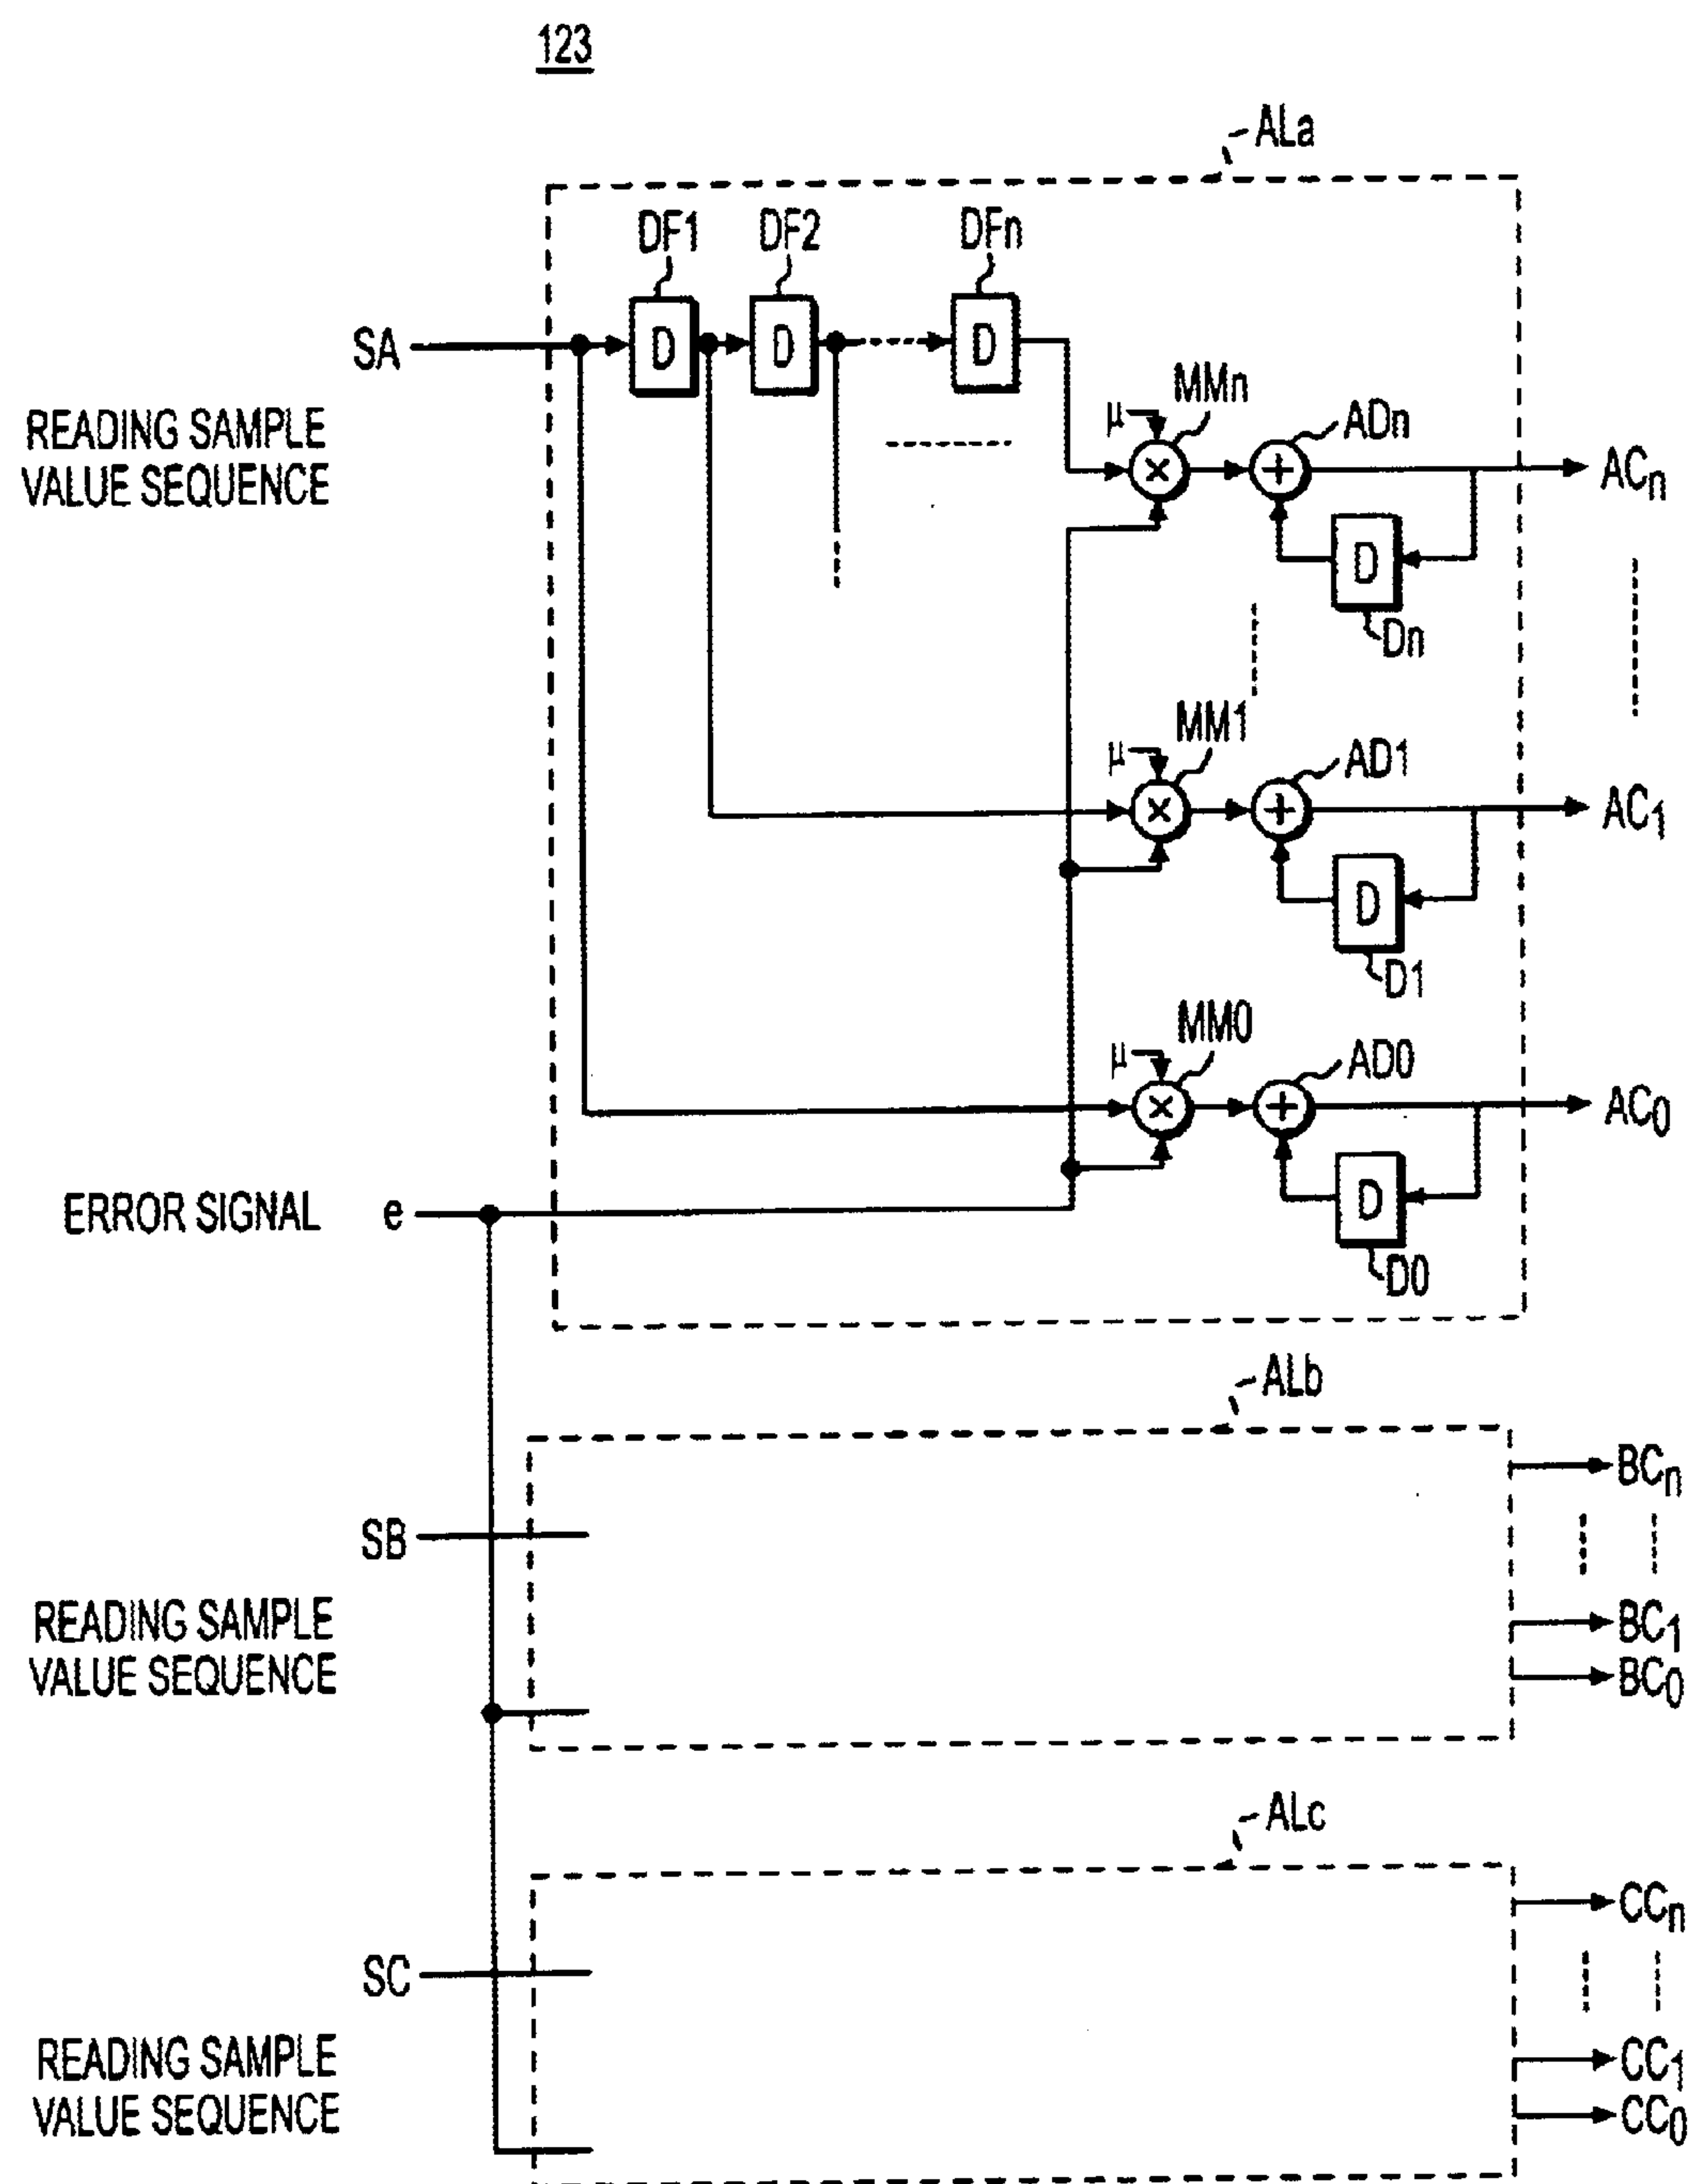 123
ALa
DF1 DF2 DFn
SA D D D
READING SAMPLE
VALUE SEQUENCE
μ MMn ADn
× + ACn
D
Dn
μ MM1 AD1
× + AC1
D
D1
μ MM0 AD0
× + AC0
D
D0
ERROR SIGNAL e
ALb
BCn
SB
READING SAMPLE
VALUE SEQUENCE
BC1
BC0
ALc
CCn
SC
READING SAMPLE
VALUE SEQUENCE
CC1
CC0